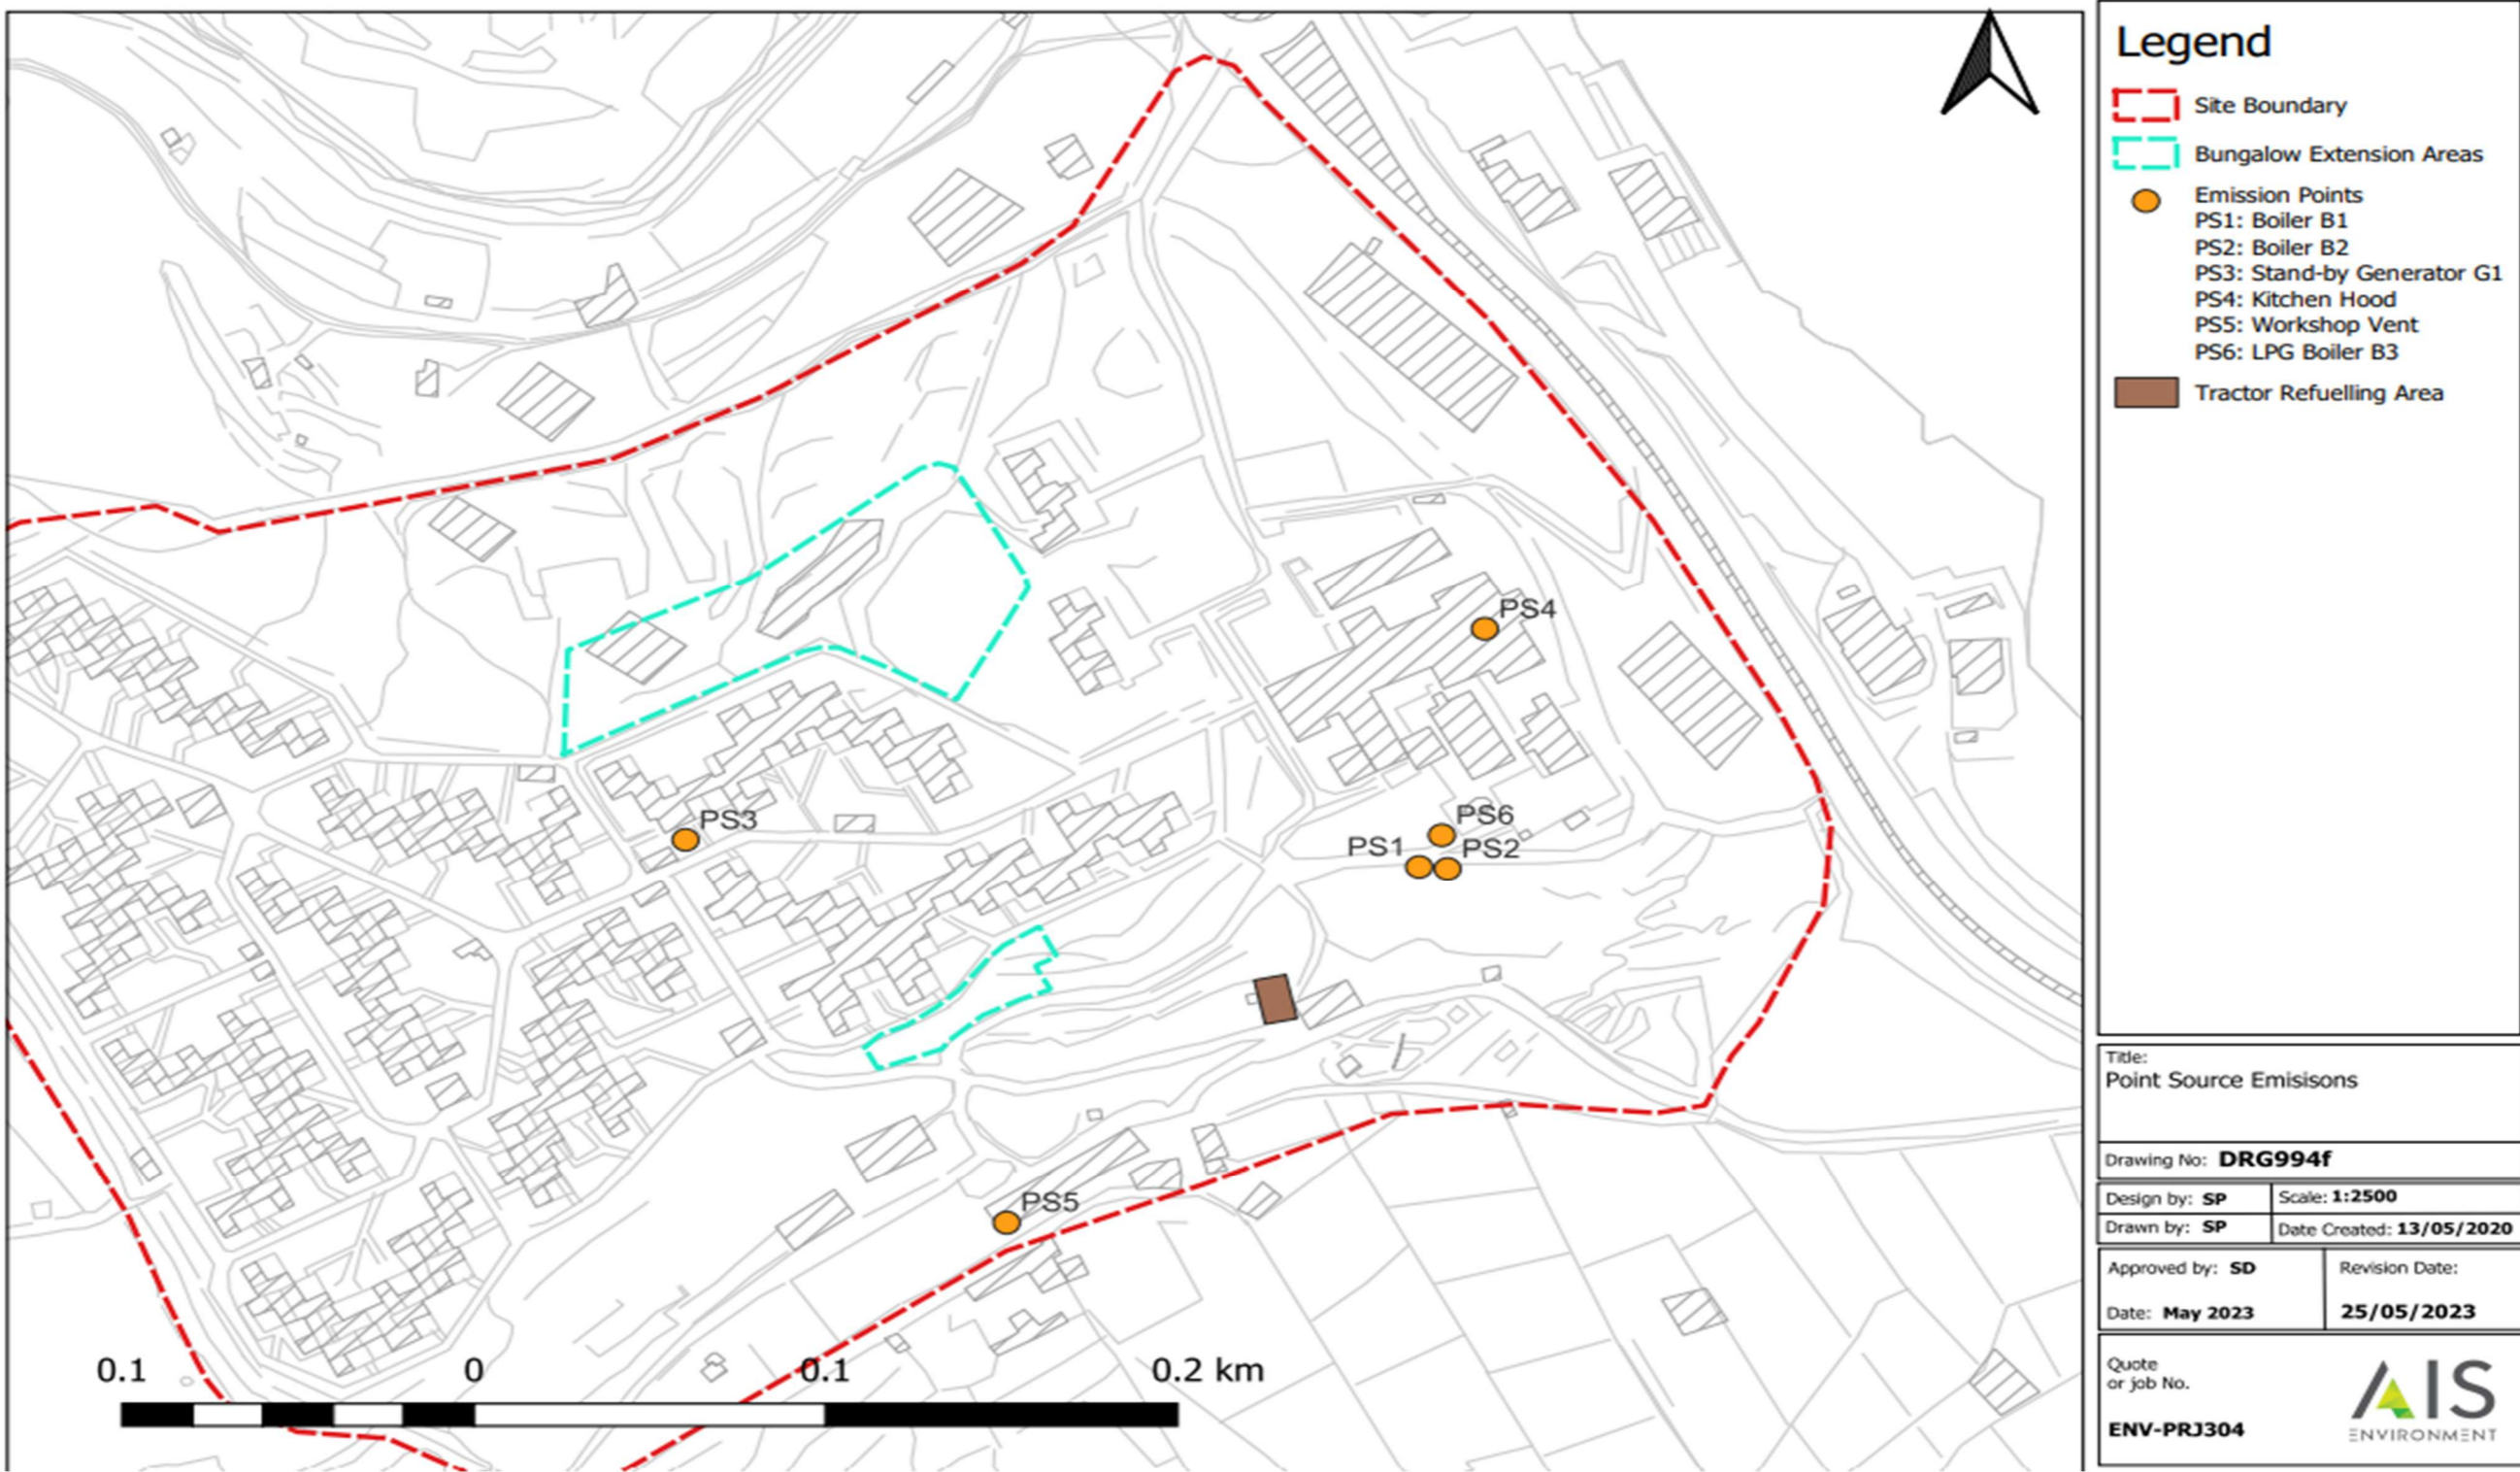 PS4
PS3
PS6
PS1
PS2
PS5
0.1
0
0.1
0.2 km
Legend
Site Boundary
Bungalow Extension Areas
Emission Points
PS1: Boiler B1
PS2: Boiler B2
PS3: Stand-by Generator G1
PS4: Kitchen Hood
PS5: Workshop Vent
PS6: LPG Boiler B3
Tractor Refuelling Area
Title:
Point Source Emisisons
Drawing No: DRG994f
Design by: SP
Scale: 1:2500
Drawn by: SP
Date Created: 13/05/2020
Approved by: SD
Revision Date:
Date: May 2023
25/05/2023
Quote
or job No.
ENV-PRJ304
AIS
ENVIRONMENT